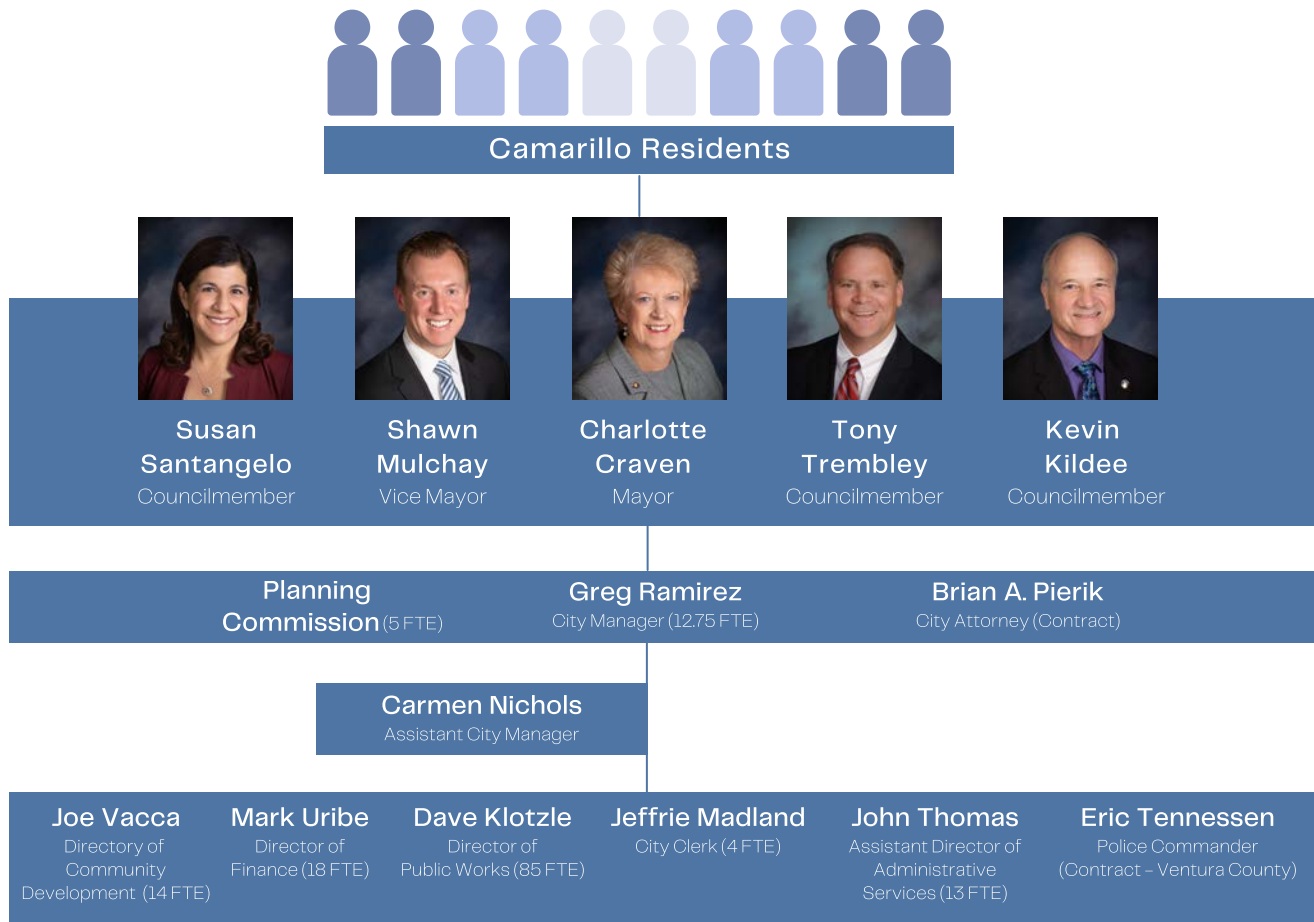 Camarillo Residents
Susan
Santangelo
Councilmember
Shawn
Mulchay
Vice Mayor
Charlotte
Craven
Mayor
Tony
Trembley
Councilmember
Kevin
Kildee
Councilmember
Planning
Commission (5 FTE)
Greg Ramirez
City Manager (12.75 FTE)
Brian A. Pierik
City Attorney (Contract)
Carmen Nichols
Assistant City Manager
Joe Vacca
Directory of
Community
Development (14 FTE)
Mark Uribe
Director of
Finance (18 FTE)
Dave Klotzle
Director of
Public Works (85 FTE)
Jeffrie Madland
City Clerk (4 FTE)
John Thomas
Assistant Director of
Administrative
Services (13 FTE)
Eric Tennessen
Police Commander
(Contract – Ventura County)